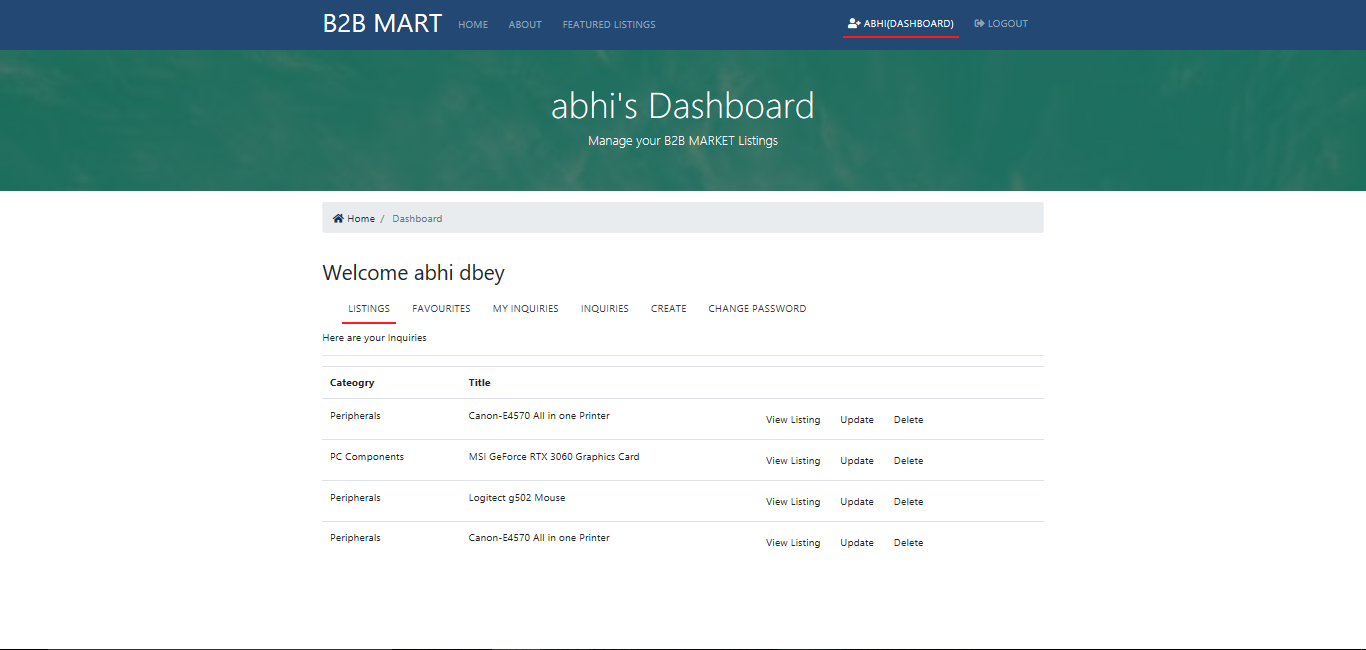 B2B MART HOME ABOUT FEATURED LISTINGS ABHI(DASHBOARD) LOGOUT
abhi's Dashboard
Manage your B2B MARKET Listings
Home / Dashboard
Welcome abhi dbey
LISTINGS FAVOURITES MY INQUIRIES INQUIRIES CREATE CHANGE PASSWORD
Here are your Inquiries
Cateogry Title
Peripherals Canon-E4570 All in one Printer View Listing Update Delete
PC Components MSI GeForce RTX 3060 Graphics Card View Listing Update Delete
Peripherals Logitect g502 Mouse View Listing Update Delete
Peripherals Canon-E4570 All in one Printer View Listing Update Delete